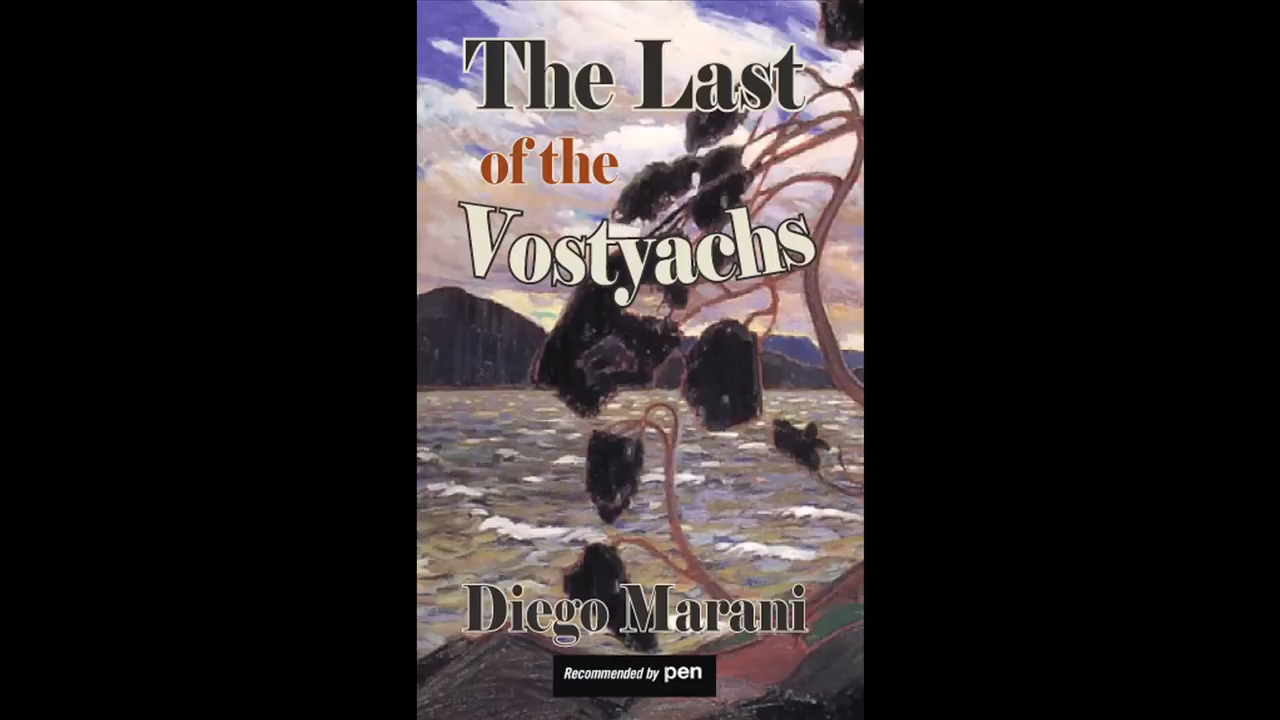 The Last
of the
Vostyachs
Diego Marani
Recommended by pen